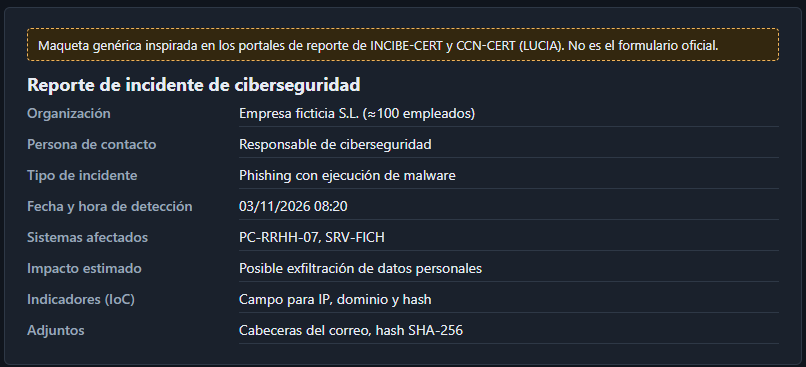 Maqueta genérica inspirada en los portales de reporte de INCIBE-CERT y CCN-CERT (LUCIA). No es el formulario oficial.
Reporte de incidente de ciberseguridad
Organización Empresa ficticia S.L. (≈100 empleados)
Persona de contacto Responsable de ciberseguridad
Tipo de incidente Phishing con ejecución de malware
Fecha y hora de detección 03/11/2026 08:20
Sistemas afectados PC-RRHH-07, SRV-FICH
Impacto estimado Posible exfiltración de datos personales
Indicadores (IoC) Campo para IP, dominio y hash
Adjuntos Cabeceras del correo, hash SHA-256